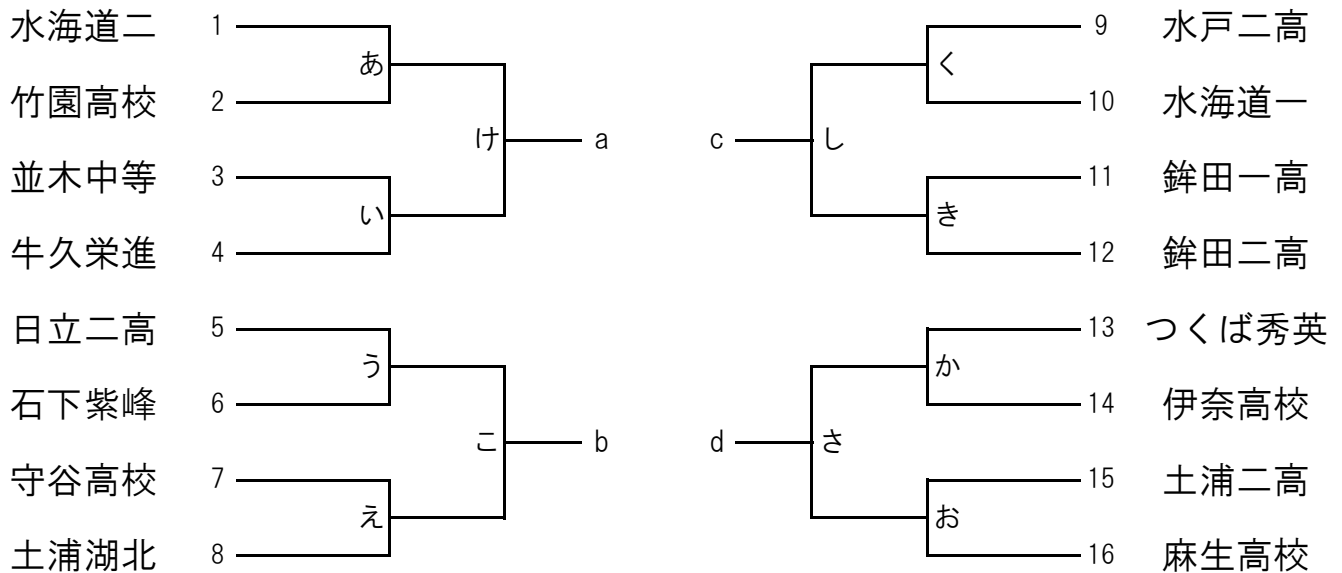 水海道二 1 9 水戸二高
あ く
竹園高校 2 10 水海道一
け a c し
並木中等 3 11 鉾田一高
い き
牛久栄進 4 12 鉾田二高
日立二高 5 13 つくば秀英
う か
石下紫峰 6 14 伊奈高校
こ b d さ
守谷高校 7 15 土浦二高
え お
土浦湖北 8 16 麻生高校